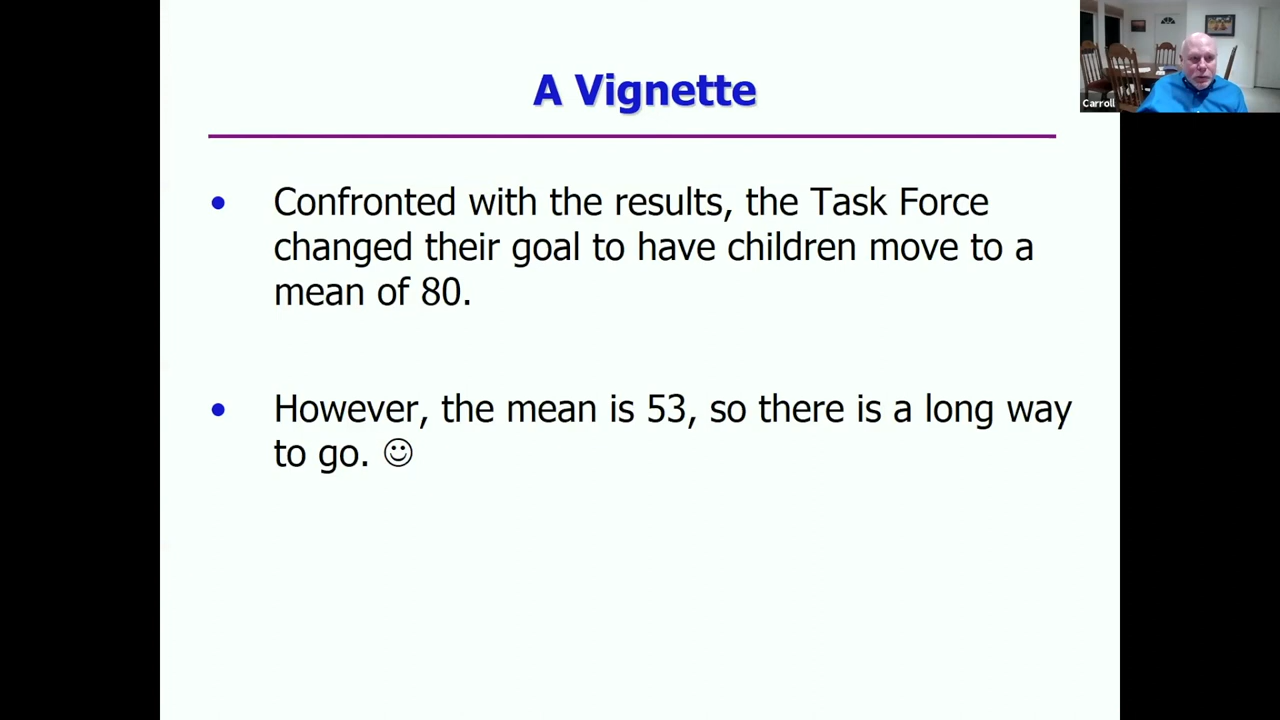 A Vignette
• Confronted with the results, the Task Force
changed their goal to have children move to a
mean of 80.
• However, the mean is 53, so there is a long way
to go. ☺
Carroll